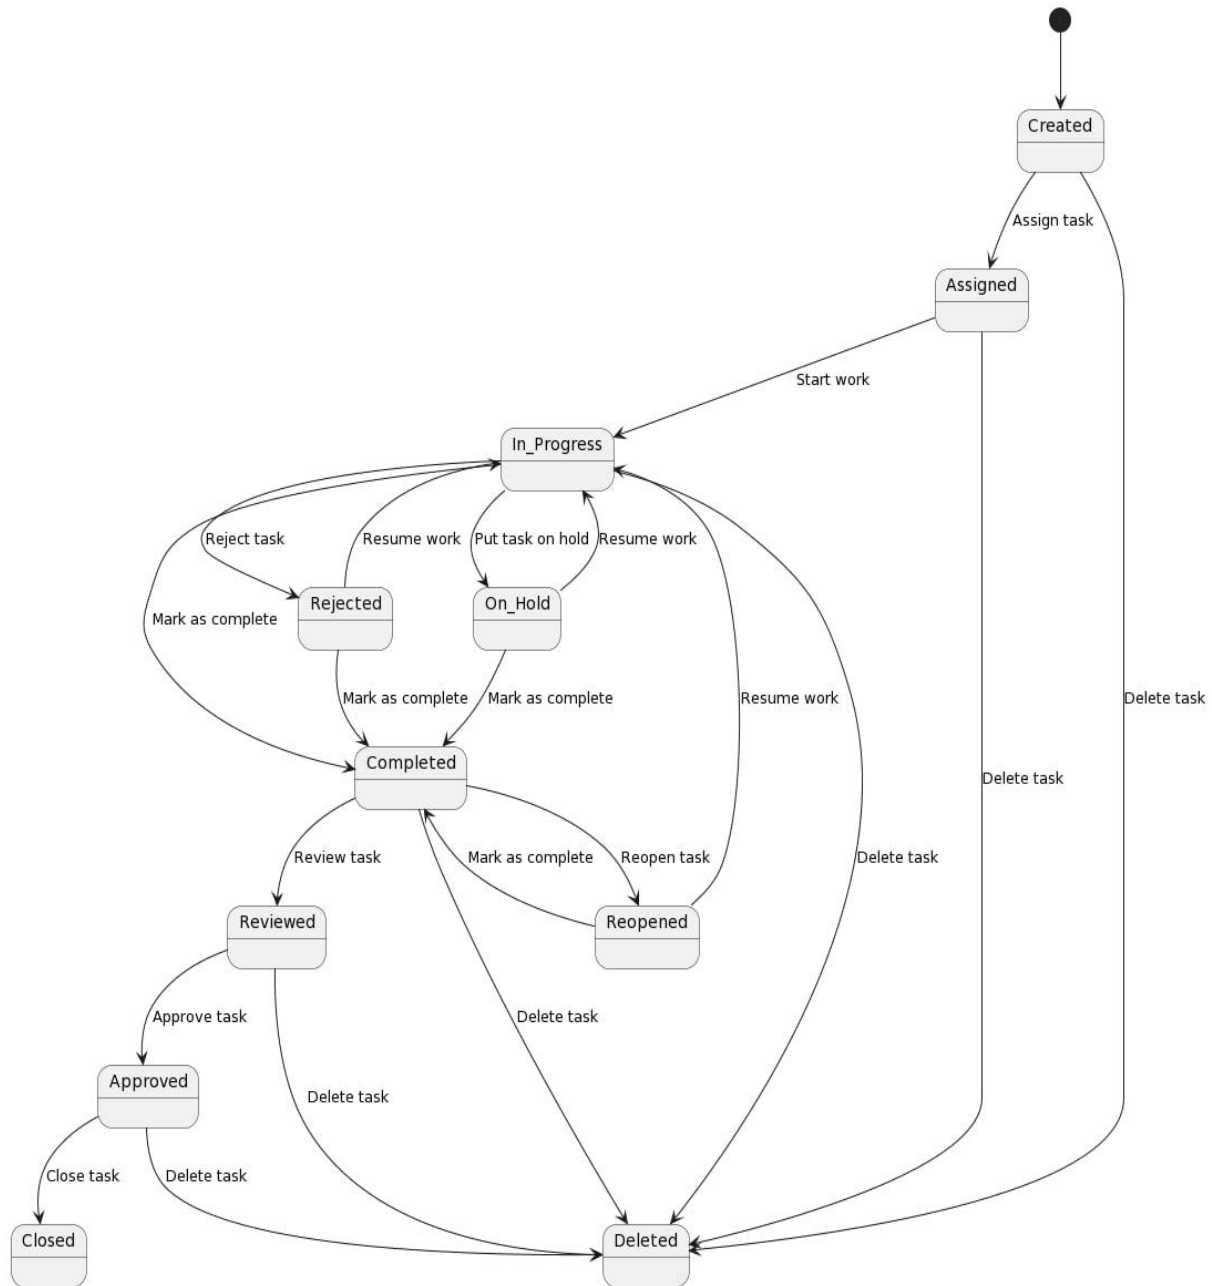 Created
Assign task
Assigned
Start work
In_Progress
Reject task
Resume work
Put task on hold
Resume work
Rejected
On_Hold
Mark as complete
Mark as complete
Mark as complete
Resume work
Delete task
Completed
Delete task
Review task
Mark as complete
Reopen task
Delete task
Reviewed
Reopened
Approve task
Delete task
Approved
Delete task
Close task
Delete task
Closed
Deleted